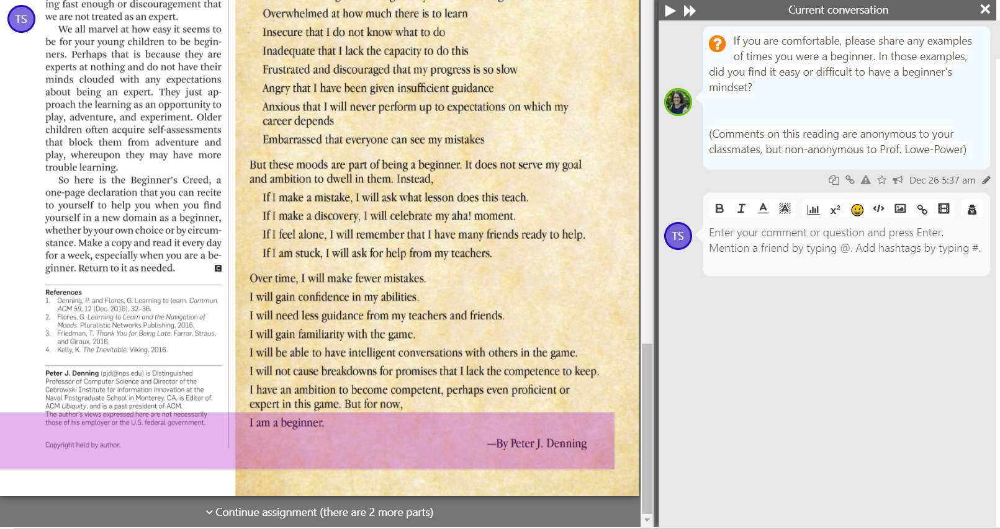 TS
ing fast enough or discouragement that
we are not treated as an expert.
We all marvel at how easy it seems to
be for your young children to be begin-
ners. Perhaps that is because they are
experts at nothing and do not have their
minds clouded with any expectations
about being an expert. They just ap-
proach the learning as an opportunity to
play, adventure, and experiment. Older
children often acquire self-assessments
that block them from adventure and
play, whereupon they may have more
trouble learning.
So here is the Beginner's Creed, a
one-page declaration that you can recite
to yourself to help you when you find
yourself in a new domain as a beginner,
whether by your own choice or by circum-
stance. Make a copy and read it every day
for a week, especially when you are a be-
ginner. Return to it as needed. C
References
1. Denning, P. and Flores, G. Learning to learn. Commun.
ACM 59, 12 (Dec. 2016), 32–36.
2. Flores, G. Learning to Learn and the Navigation of
Moods. Pluralistic Networks Publishing, 2016.
3. Friedman, T. Thank You for Being Late. Farrar, Straus,
and Giroux, 2016.
4. Kelly, K. The Inevitable. Viking, 2016.
Peter J. Denning (pjd@nps.edu) is Distinguished
Professor of Computer Science and Director of the
Cebrowski Institute for information innovation at the
Naval Postgraduate School in Monterey, CA, is Editor of
ACM Ubiquity, and is a past president of ACM.
The author's views expressed here are not necessarily
those of his employer or the U.S. federal government.
Copyright held by author.
Overwhelmed at how much there is to learn
Insecure that I do not know what to do
Inadequate that I lack the capacity to do this
Frustrated and discouraged that my progress is so slow
Angry that I have been given insufficient guidance
Anxious that I will never perform up to expectations on which my
career depends
Embarrassed that everyone can see my mistakes
But these moods are part of being a beginner. It does not serve my goal
and ambition to dwell in them. Instead,
If I make a mistake, I will ask what lesson does this teach.
If I make a discovery, I will celebrate my aha! moment.
If I feel alone, I will remember that I have many friends ready to help.
If I am stuck, I will ask for help from my teachers.
Over time, I will make fewer mistakes.
I will gain confidence in my abilities.
I will need less guidance from my teachers and friends.
I will gain familiarity with the game.
I will be able to have intelligent conversations with others in the game.
I will not cause breakdowns for promises that I lack the competence to keep.
I have an ambition to become competent, perhaps even proficient or
expert in this game. But for now,
I am a beginner.
—By Peter J. Denning
Continue assignment (there are 2 more parts)
Current conversation
If you are comfortable, please share any examples
of times you were a beginner. In those examples,
did you find it easy or difficult to have a beginner's
mindset?
(Comments on this reading are anonymous to your
classmates, but non-anonymous to Prof. Lowe-Power)
Dec 26 5:37 am
B I A x²
TS
Enter your comment or question and press Enter.
Mention a friend by typing @. Add hashtags by typing #.